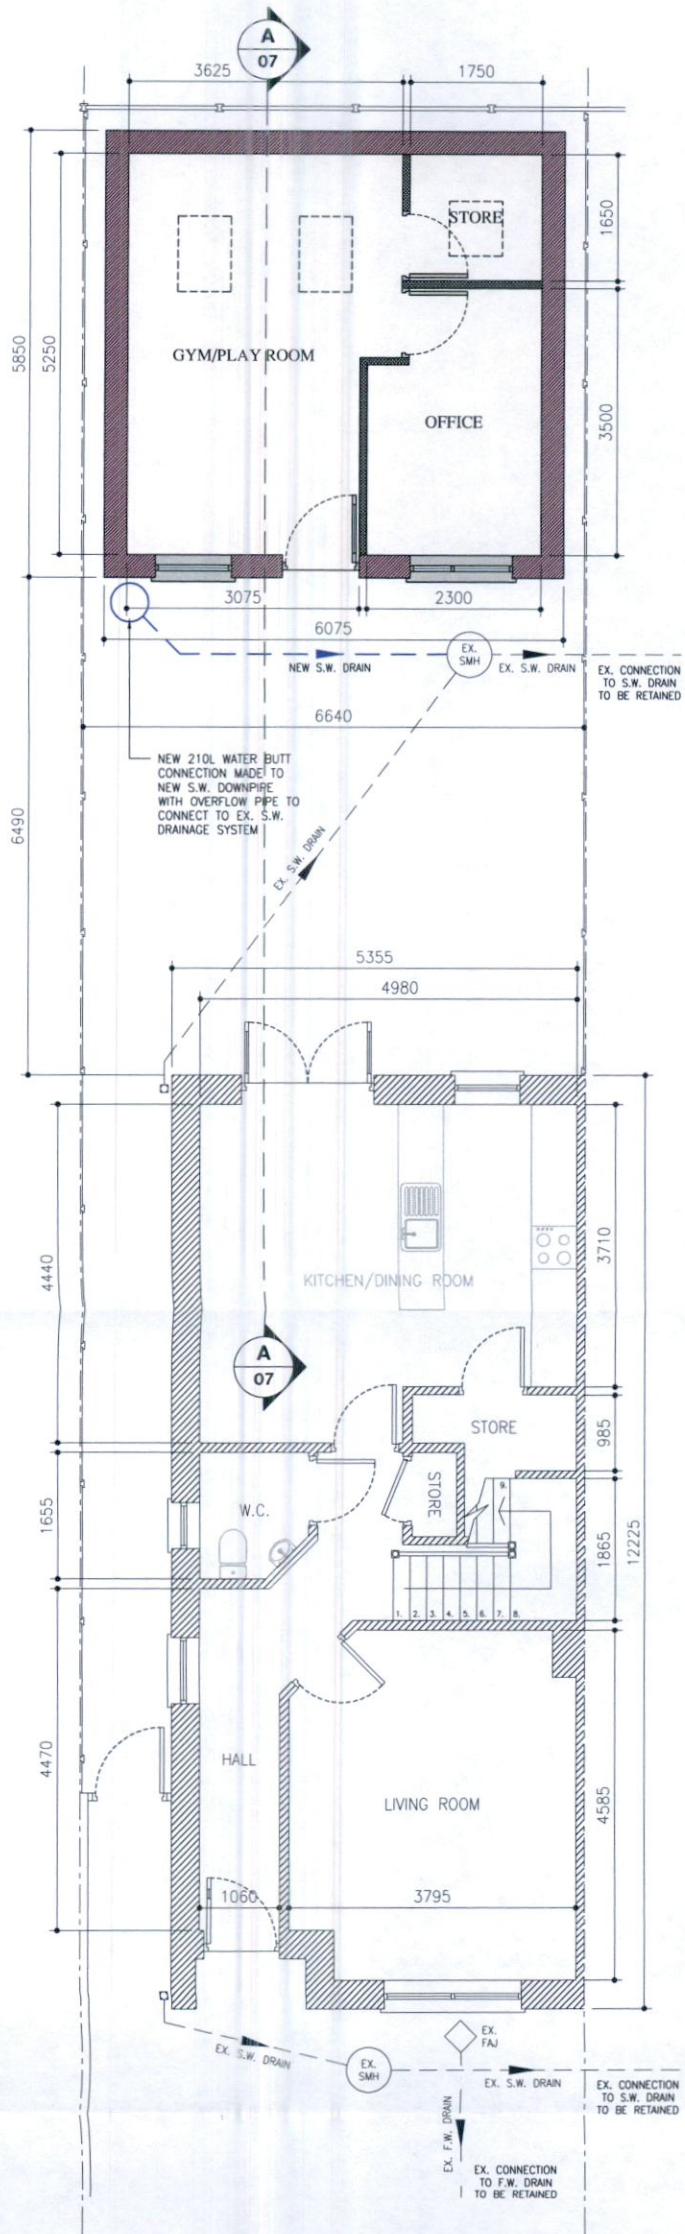 A
07
3625
1750
STORE
1650
5850
5250
GYM/PLAY ROOM
OFFICE
3500
3075
2300
6075
EX.
SMH
NEW S.W. DRAIN
EX. S.W. DRAIN
EX. CONNECTION
TO S.W. DRAIN
TO BE RETAINED
6640
NEW 210L WATER BUTT
CONNECTION MADE TO
NEW S.W. DOWNPIPE
WITH OVERFLOW PIPE TO
CONNECT TO EX. S.W.
DRAINAGE SYSTEM
6490
EX. S.W. DRAIN
5355
4980
4440
3710
KITCHEN/DINING ROOM
A
07
STORE
985
STORE
W.C.
9.
1655
1865
12225
1. 2. 3. 4. 5. 6. 7. 8.
4470
HALL
LIVING ROOM
4585
1060
3795
EX.
FAJ
EX. S.W. DRAIN
EX.
SMH
EX. S.W. DRAIN
EX. CONNECTION
TO S.W. DRAIN
TO BE RETAINED
EX. F.W. DRAIN
EX. CONNECTION
TO F.W. DRAIN
TO BE RETAINED